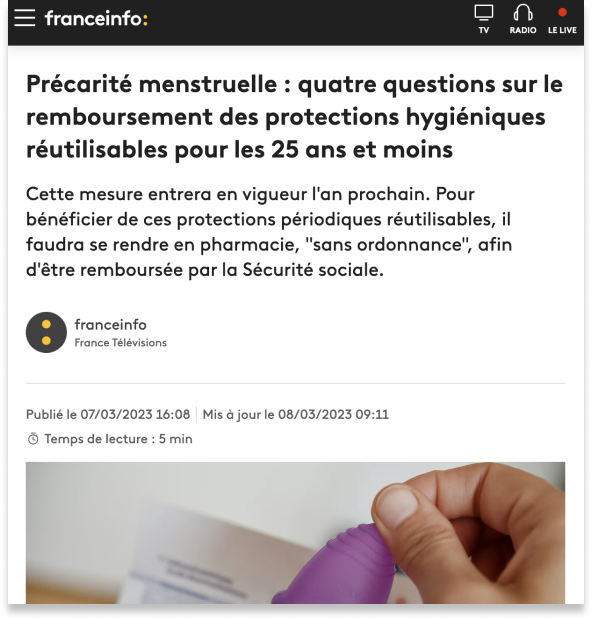 franceinfo:
TV
RADIO
LE LIVE
Précarité menstruelle : quatre questions sur le
remboursement des protections hygiéniques
réutilisables pour les 25 ans et moins
Cette mesure entrera en vigueur l'an prochain. Pour
bénéficier de ces protections périodiques réutilisables, il
faudra se rendre en pharmacie, "sans ordonnance", afin
d'être remboursée par la Sécurité sociale.
franceinfo
France Télévisions
Publié le 07/03/2023 16:08 | Mis à jour le 08/03/2023 09:11
Temps de lecture : 5 min